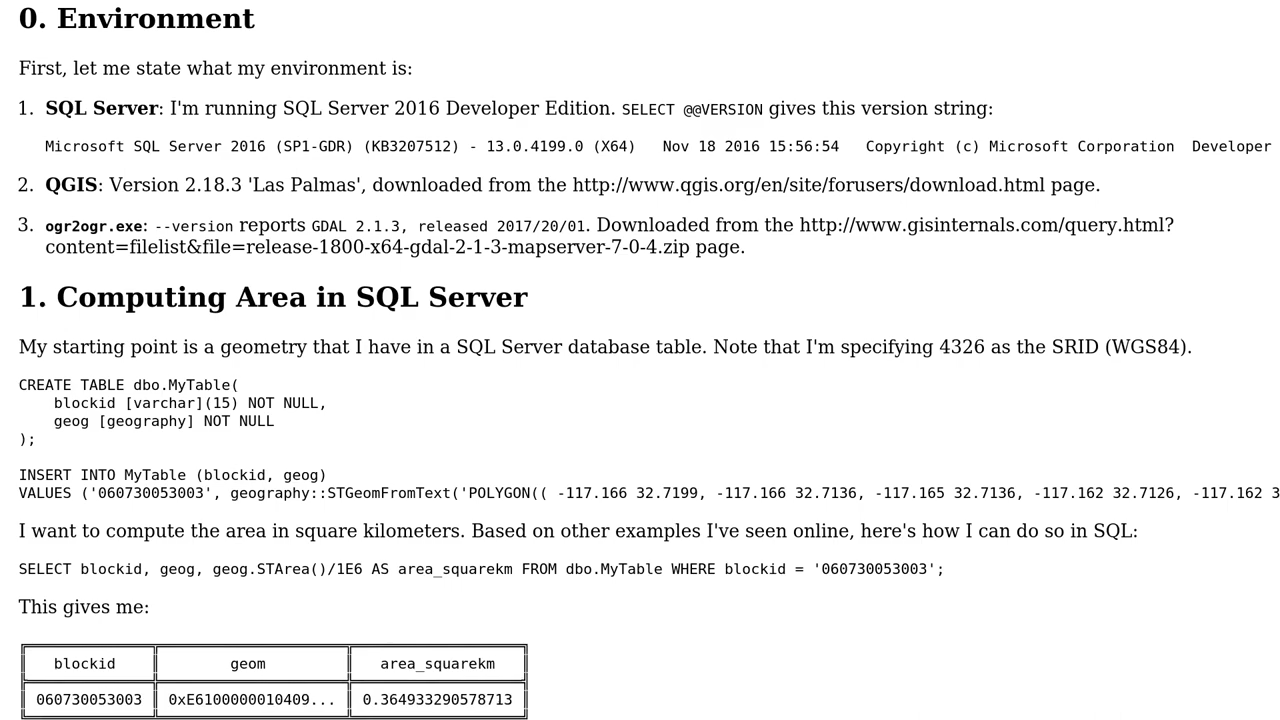 0. Environment
First, let me state what my environment is:
1. SQL Server: I'm running SQL Server 2016 Developer Edition. SELECT @@VERSION gives this version string:
Microsoft SQL Server 2016 (SP1-GDR) (KB3207512) - 13.0.4199.0 (X64)   Nov 18 2016 15:56:54   Copyright (c) Microsoft Corporation  Developer
2. QGIS: Version 2.18.3 'Las Palmas', downloaded from the http://www.qgis.org/en/site/forusers/download.html page.
3. ogr2ogr.exe: --version reports GDAL 2.1.3, released 2017/20/01. Downloaded from the http://www.gisinternals.com/query.html?
content=filelist&file=release-1800-x64-gdal-2-1-3-mapserver-7-0-4.zip page.
1. Computing Area in SQL Server
My starting point is a geometry that I have in a SQL Server database table. Note that I'm specifying 4326 as the SRID (WGS84).
CREATE TABLE dbo.MyTable(
    blockid [varchar](15) NOT NULL,
    geog [geography] NOT NULL
);
INSERT INTO MyTable (blockid, geog)
VALUES ('060730053003', geography::STGeomFromText('POLYGON(( -117.166 32.7199, -117.166 32.7136, -117.165 32.7136, -117.162 32.7126, -117.162 3
I want to compute the area in square kilometers. Based on other examples I've seen online, here's how I can do so in SQL:
SELECT blockid, geog, geog.STArea()/1E6 AS area_squarekm FROM dbo.MyTable WHERE blockid = '060730053003';
This gives me:
blockid geom area_squarekm
060730053003 0xE6100000010409... 0.364933290578713